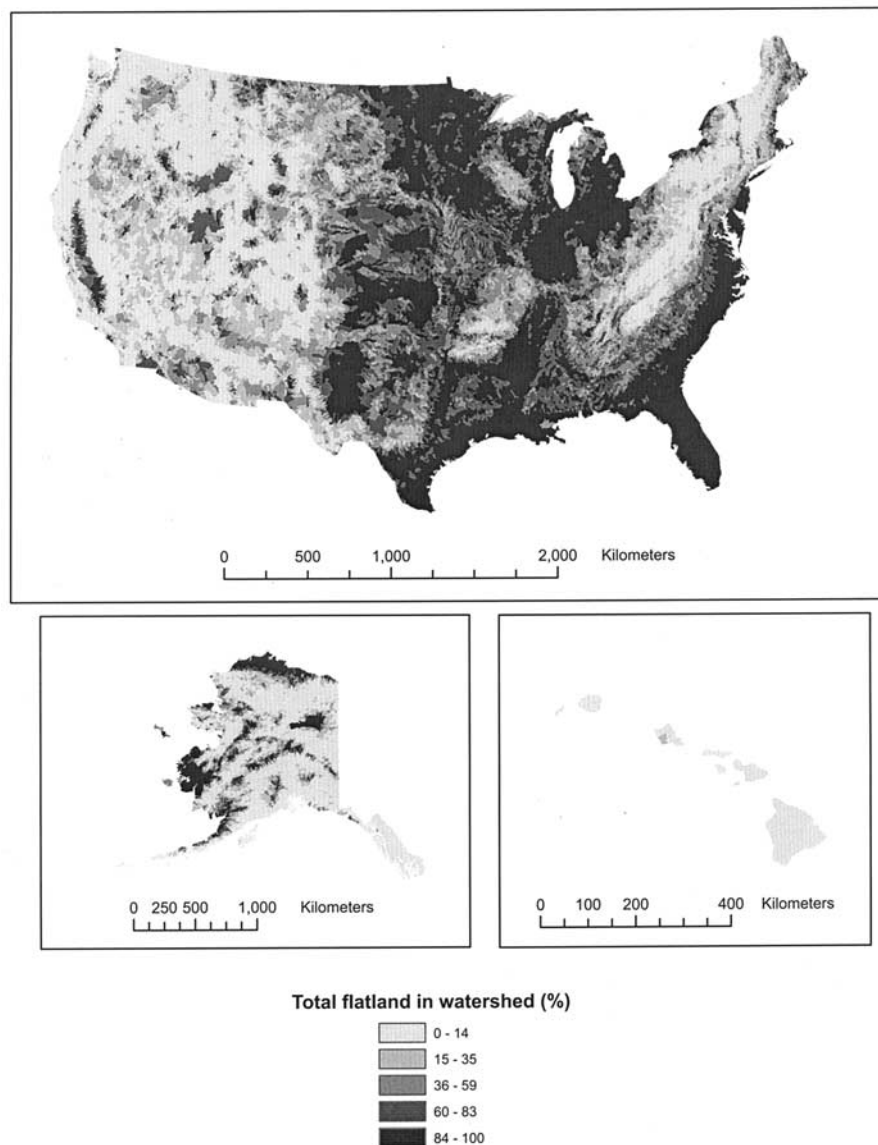 0 500 1,000 2,000 Kilometers
0 250 500 1,000 Kilometers
0 100 200 400 Kilometers
Total flatland in watershed (%)
0 - 14
15 - 35
36 - 59
60 - 83
84 - 100